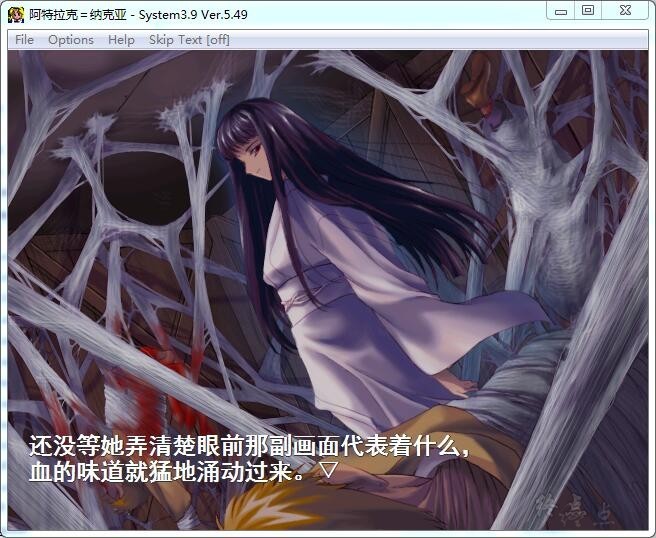 阿特拉克＝纳克亚 - System3.9 Ver.5.49
File Options Help Skip Text [off]
还没等她弄清楚眼前那副画面代表着什么，
血的味道就猛地涌动过来。▽